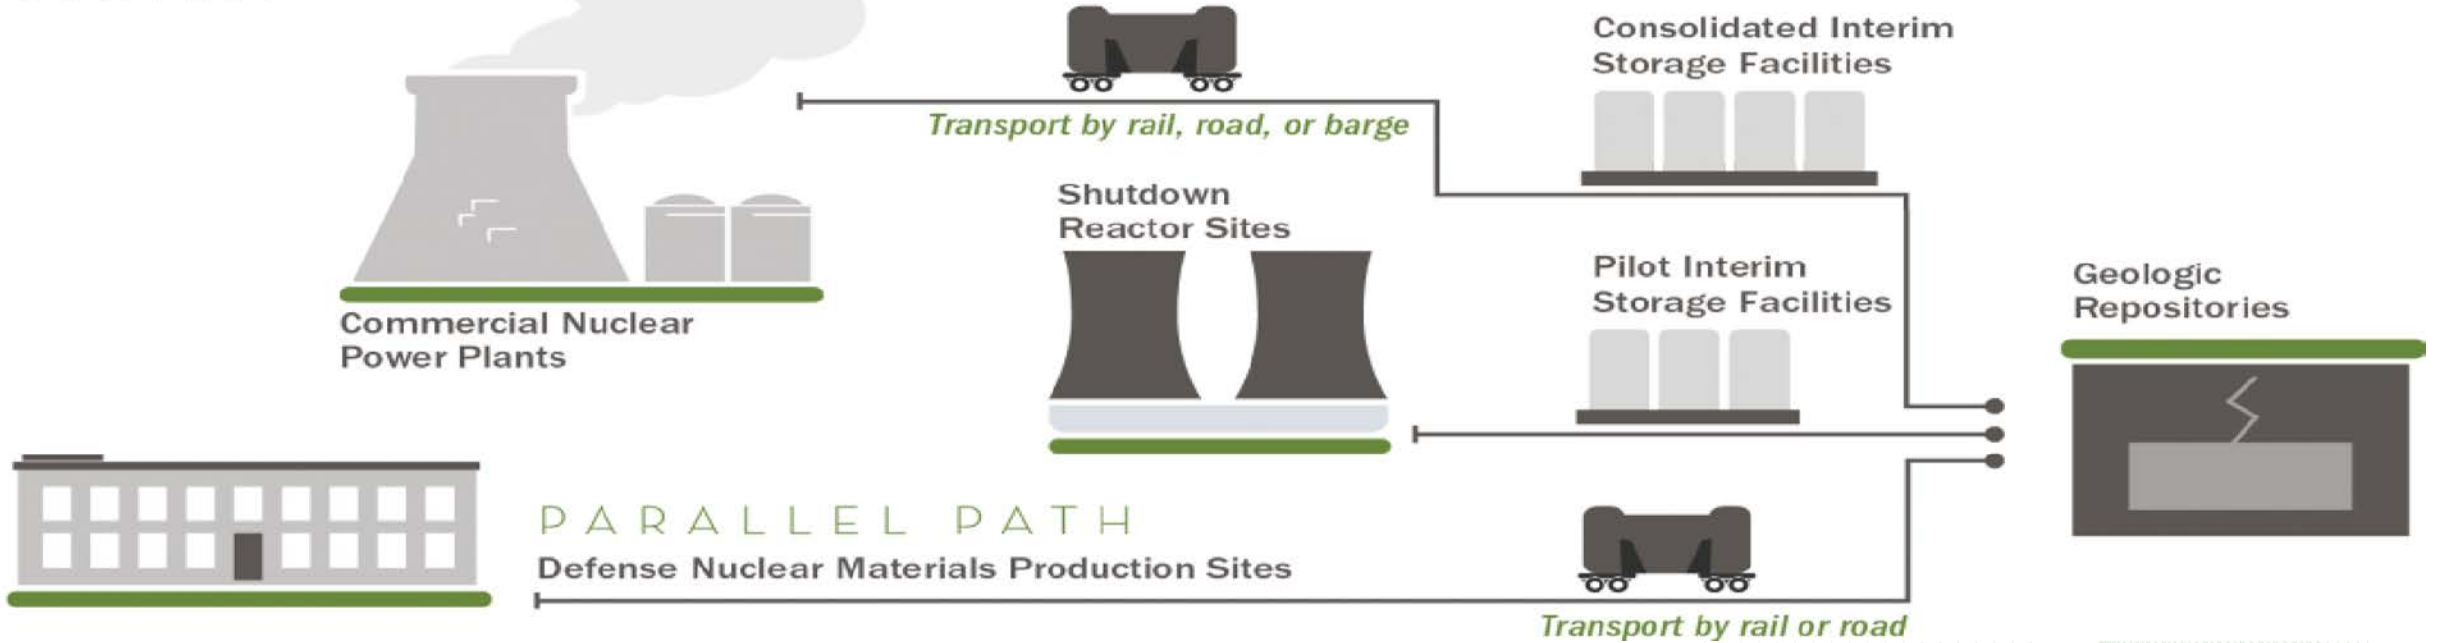 Transport by rail, road, or barge
Consolidated Interim
Storage Facilities
Shutdown
Reactor Sites
Pilot Interim
Storage Facilities
Geologic
Repositories
Commercial Nuclear
Power Plants
PARALLEL PATH
Defense Nuclear Materials Production Sites
Transport by rail or road